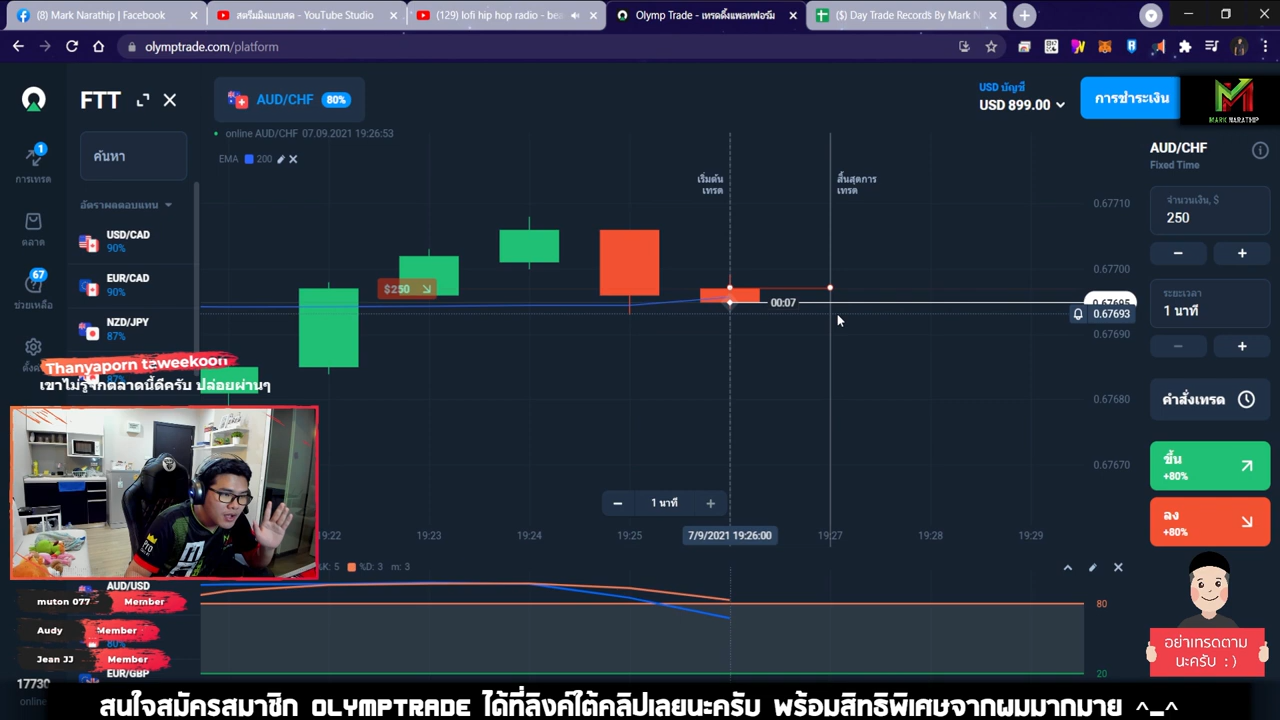 (8) Mark Narathip | Facebook
สตรีมมิงแบบสด - YouTube Studio
(129) lofi hip hop radio - bea
Olymp Trade - เทรดดิ้งแพลทฟอร์ม
($) Day Trade Records By Mark N
olymptrade.com/platform
FTT
AUD/CHF 80%
USD บัญชี
USD 899.00
การชำระเงิน
MARK NARATHIP
online AUD/CHF 07.09.2021 19:26:53
EMA 200
ค้นหา
อัตราผลตอบแทน
1
การเทรด
ตลาด
67
ช่วยเหลือ
USD/CAD
90%
EUR/CAD
90%
NZD/JPY
87%
เริ่มต้น
เทรด
สิ้นสุดการ
เทรด
$250
00:07
0.67710
0.67700
0.67695
0.67693
0.67690
0.67680
0.67670
AUD/CHF
Fixed Time
จำนวนเงิน, $
250
ระยะเวลา
1 นาที
คำสั่งเทรด
ขึ้น
+80%
ลง
+80%
Thanyaporn taweekoon
เขาไม่รู้จักตลาดนี้ดีครับ ปล่อยผ่านๆ
1 นาที
19:22
19:23
19:24
19:25
7/9/2021 19:26:00
19:27
19:28
19:29
%K: 5 %D: 3 m: 3
80
20
AUD/USD
muton 077 Member
Audy Member
80%
Jean JJ Member
EUR/GBP
17730
online
อย่าเทรดตาม
นะครับ : )
สนใจสมัครสมาชิก OLYMPTRADE ได้ที่ลิงค์ใต้คลิปเลยนะครับ พร้อมสิทธิพิเศษจากผมมากมาย ^_^